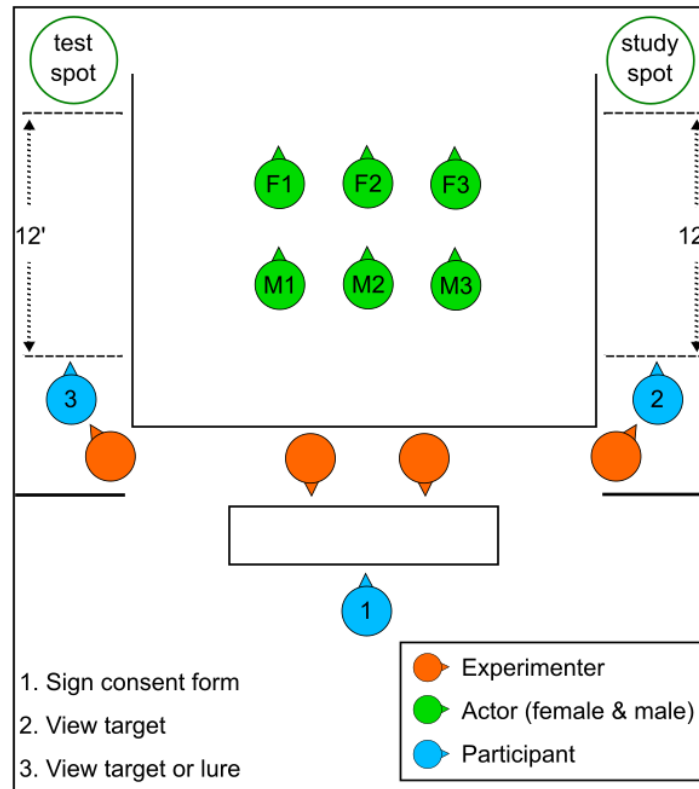 test
spot
study
spot
F1 F2 F3
12'
12'
M1 M2 M3
3
2
1
1. Sign consent form
2. View target
3. View target or lure
Experimenter
Actor (female & male)
Participant